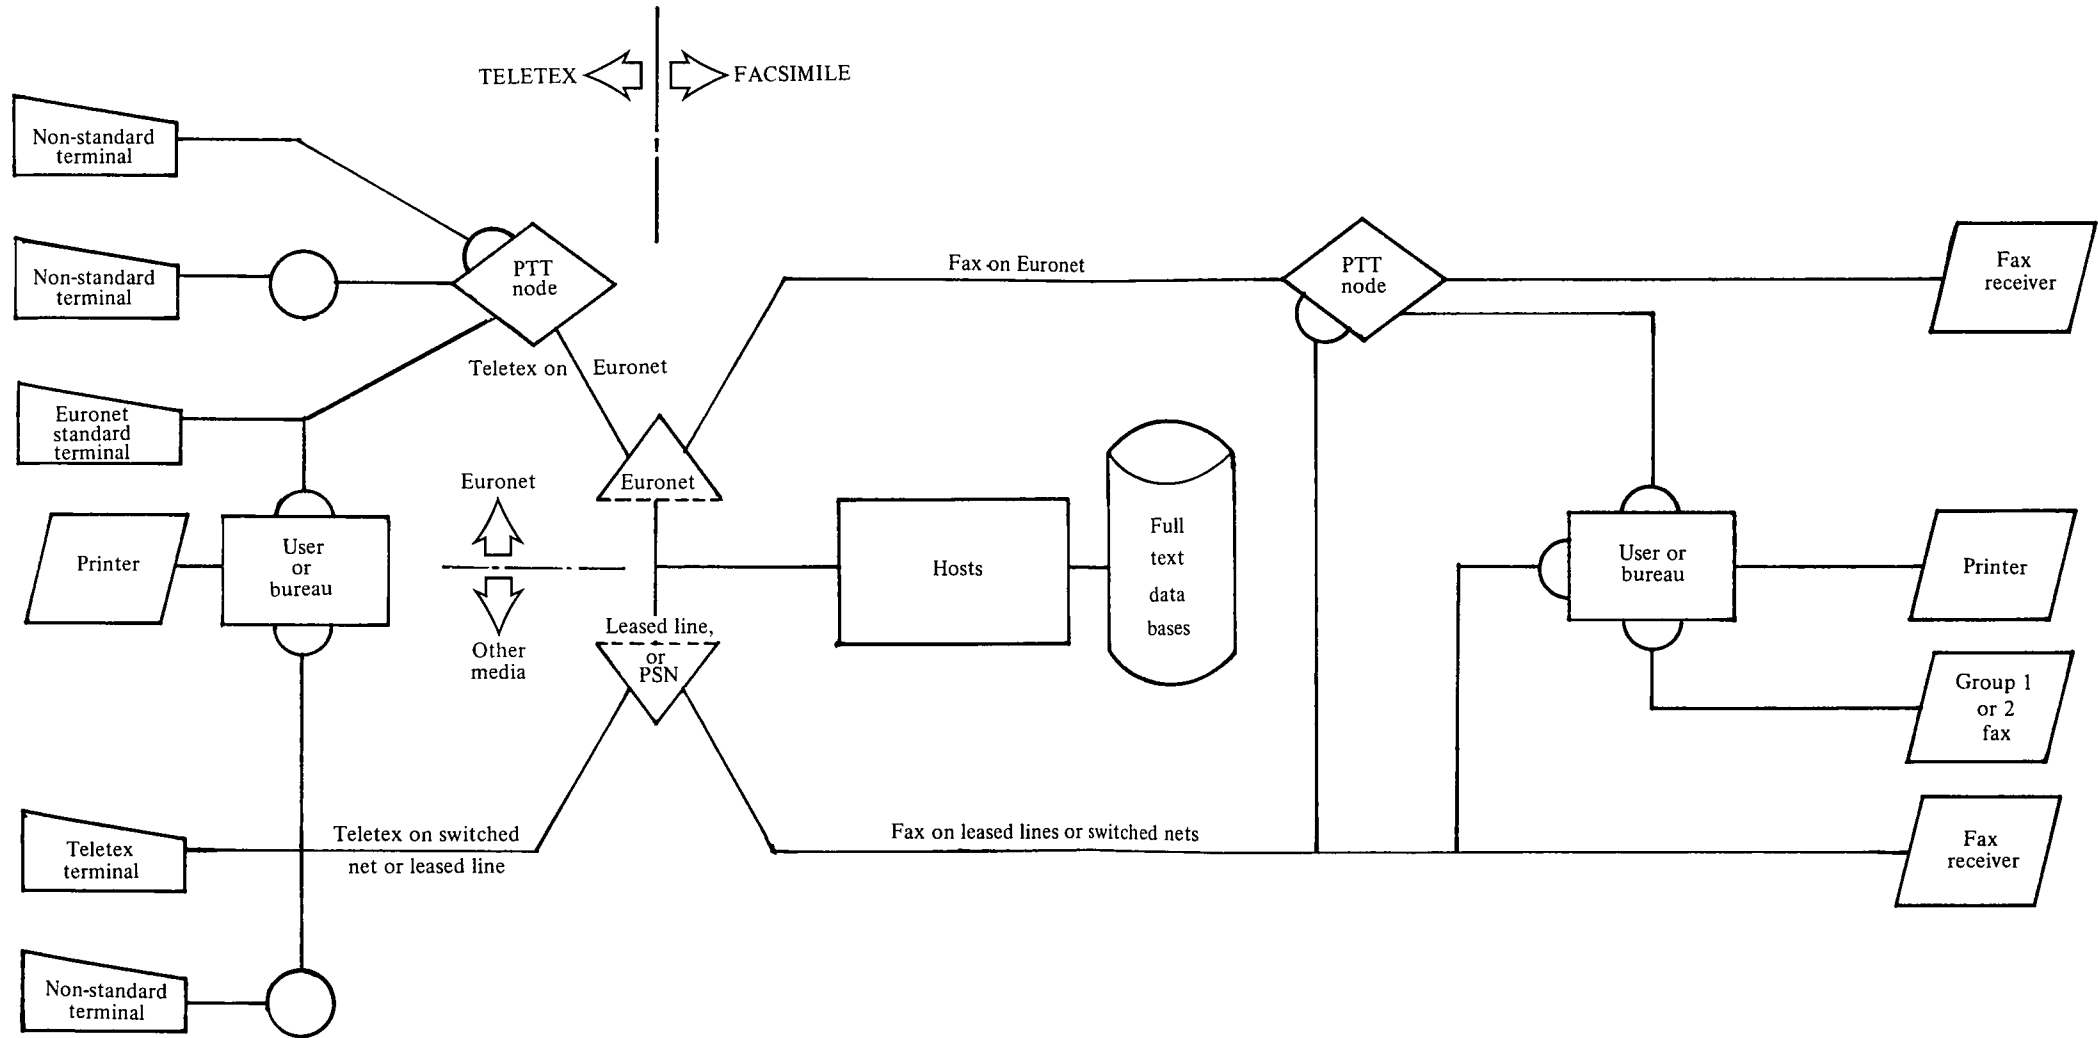 TELETEX
FACSIMILE
Non-standard
terminal
Non-standard
terminal
PTT
node
Fax on Euronet
PTT
node
Fax
receiver
Teletex on Euronet
Euronet
standard
terminal
Euronet
Euronet
Printer
User
or
bureau
Other
media
Leased line,
or
PSN
Hosts
Full
text
data
bases
User or
bureau
Printer
Group 1
or 2
fax
Teletex
terminal
Teletex on switched
net or leased line
Fax on leased lines or switched nets
Fax
receiver
Non-standard
terminal